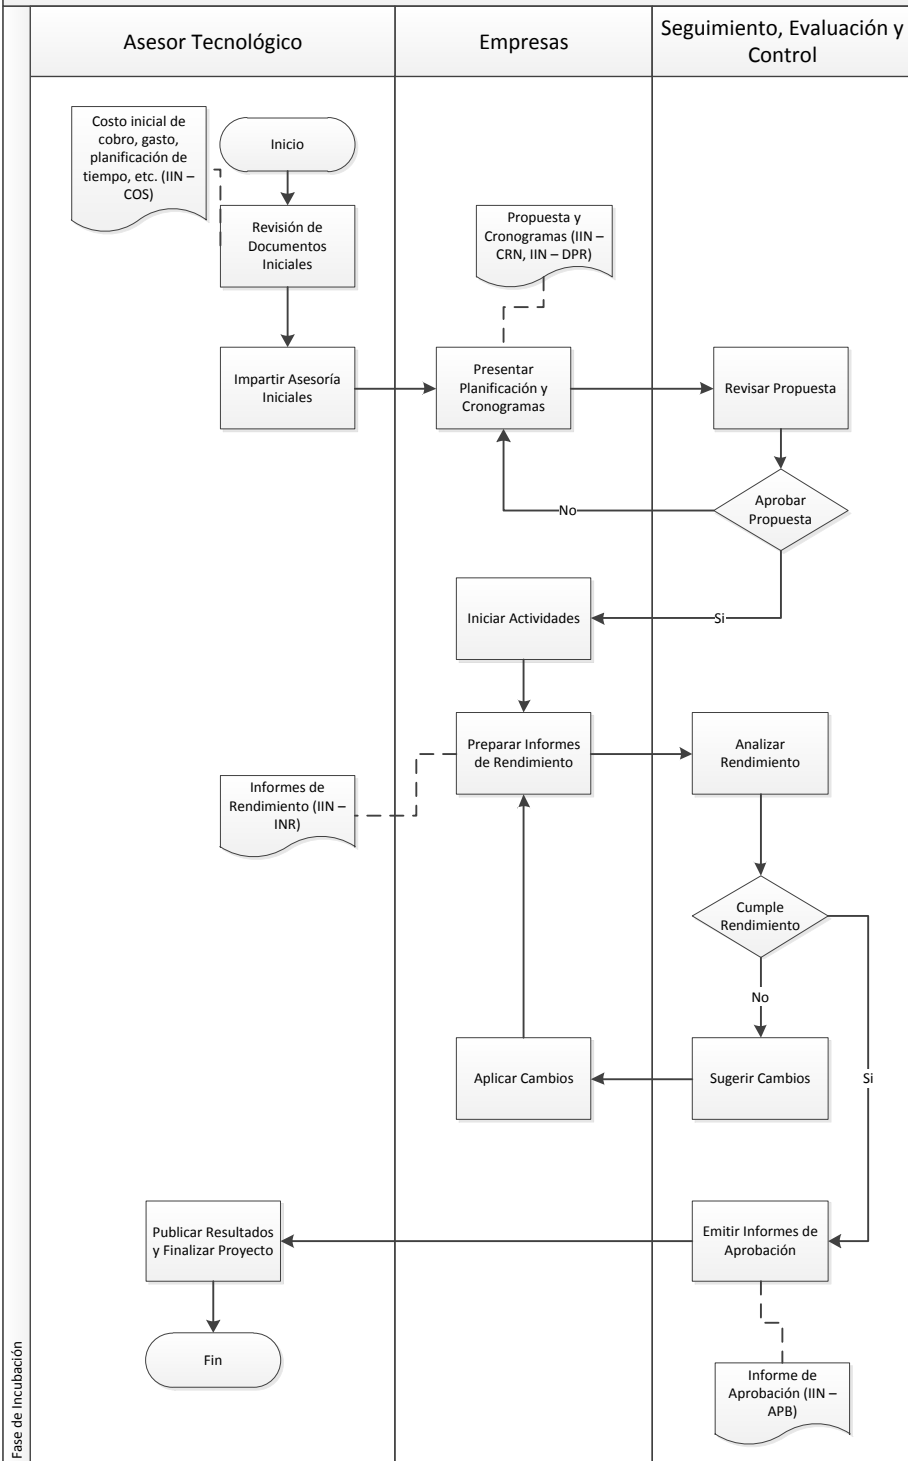 Asesor Tecnológico
Empresas
Seguimiento, Evaluación y
Control
Costo inicial de
cobro, gasto,
planificación de
tiempo, etc. (IIN –
COS)
Inicio
Revisión de
Documentos
Iniciales
Propuesta y
Cronogramas (IIN –
CRN, IIN – DPR)
Impartir Asesoría
Iniciales
Presentar
Planificación y
Cronogramas
Revisar Propuesta
Aprobar
Propuesta
No
Iniciar Actividades
Si
Preparar Informes
de Rendimiento
Analizar
Rendimiento
Informes de
Rendimiento (IIN –
INR)
Cumple
Rendimiento
No
Aplicar Cambios
Sugerir Cambios
Si
Publicar Resultados
y Finalizar Proyecto
Emitir Informes de
Aprobación
Fin
Informe de
Aprobación (IIN –
APB)
Fase de Incubación